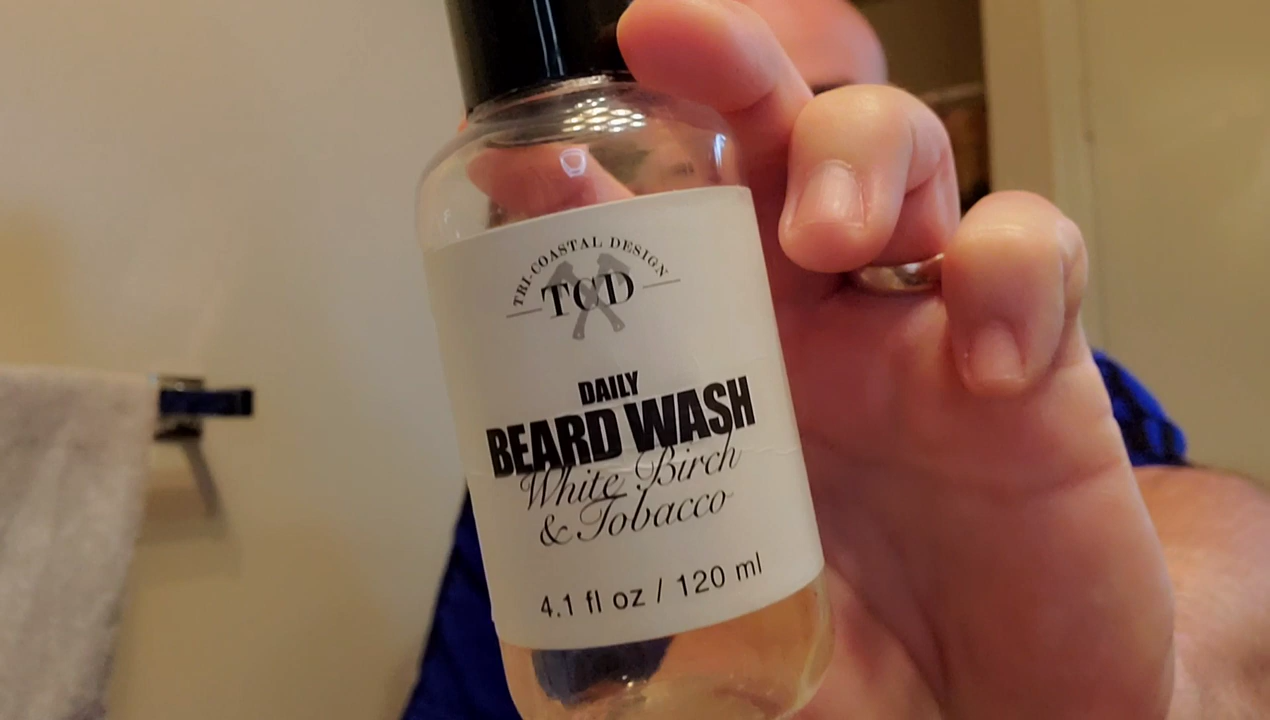 TRI-COASTAL DESIGN
TCD
DAILY
BEARD WASH
White Birch
& Tobacco
4.1 fl oz / 120 ml